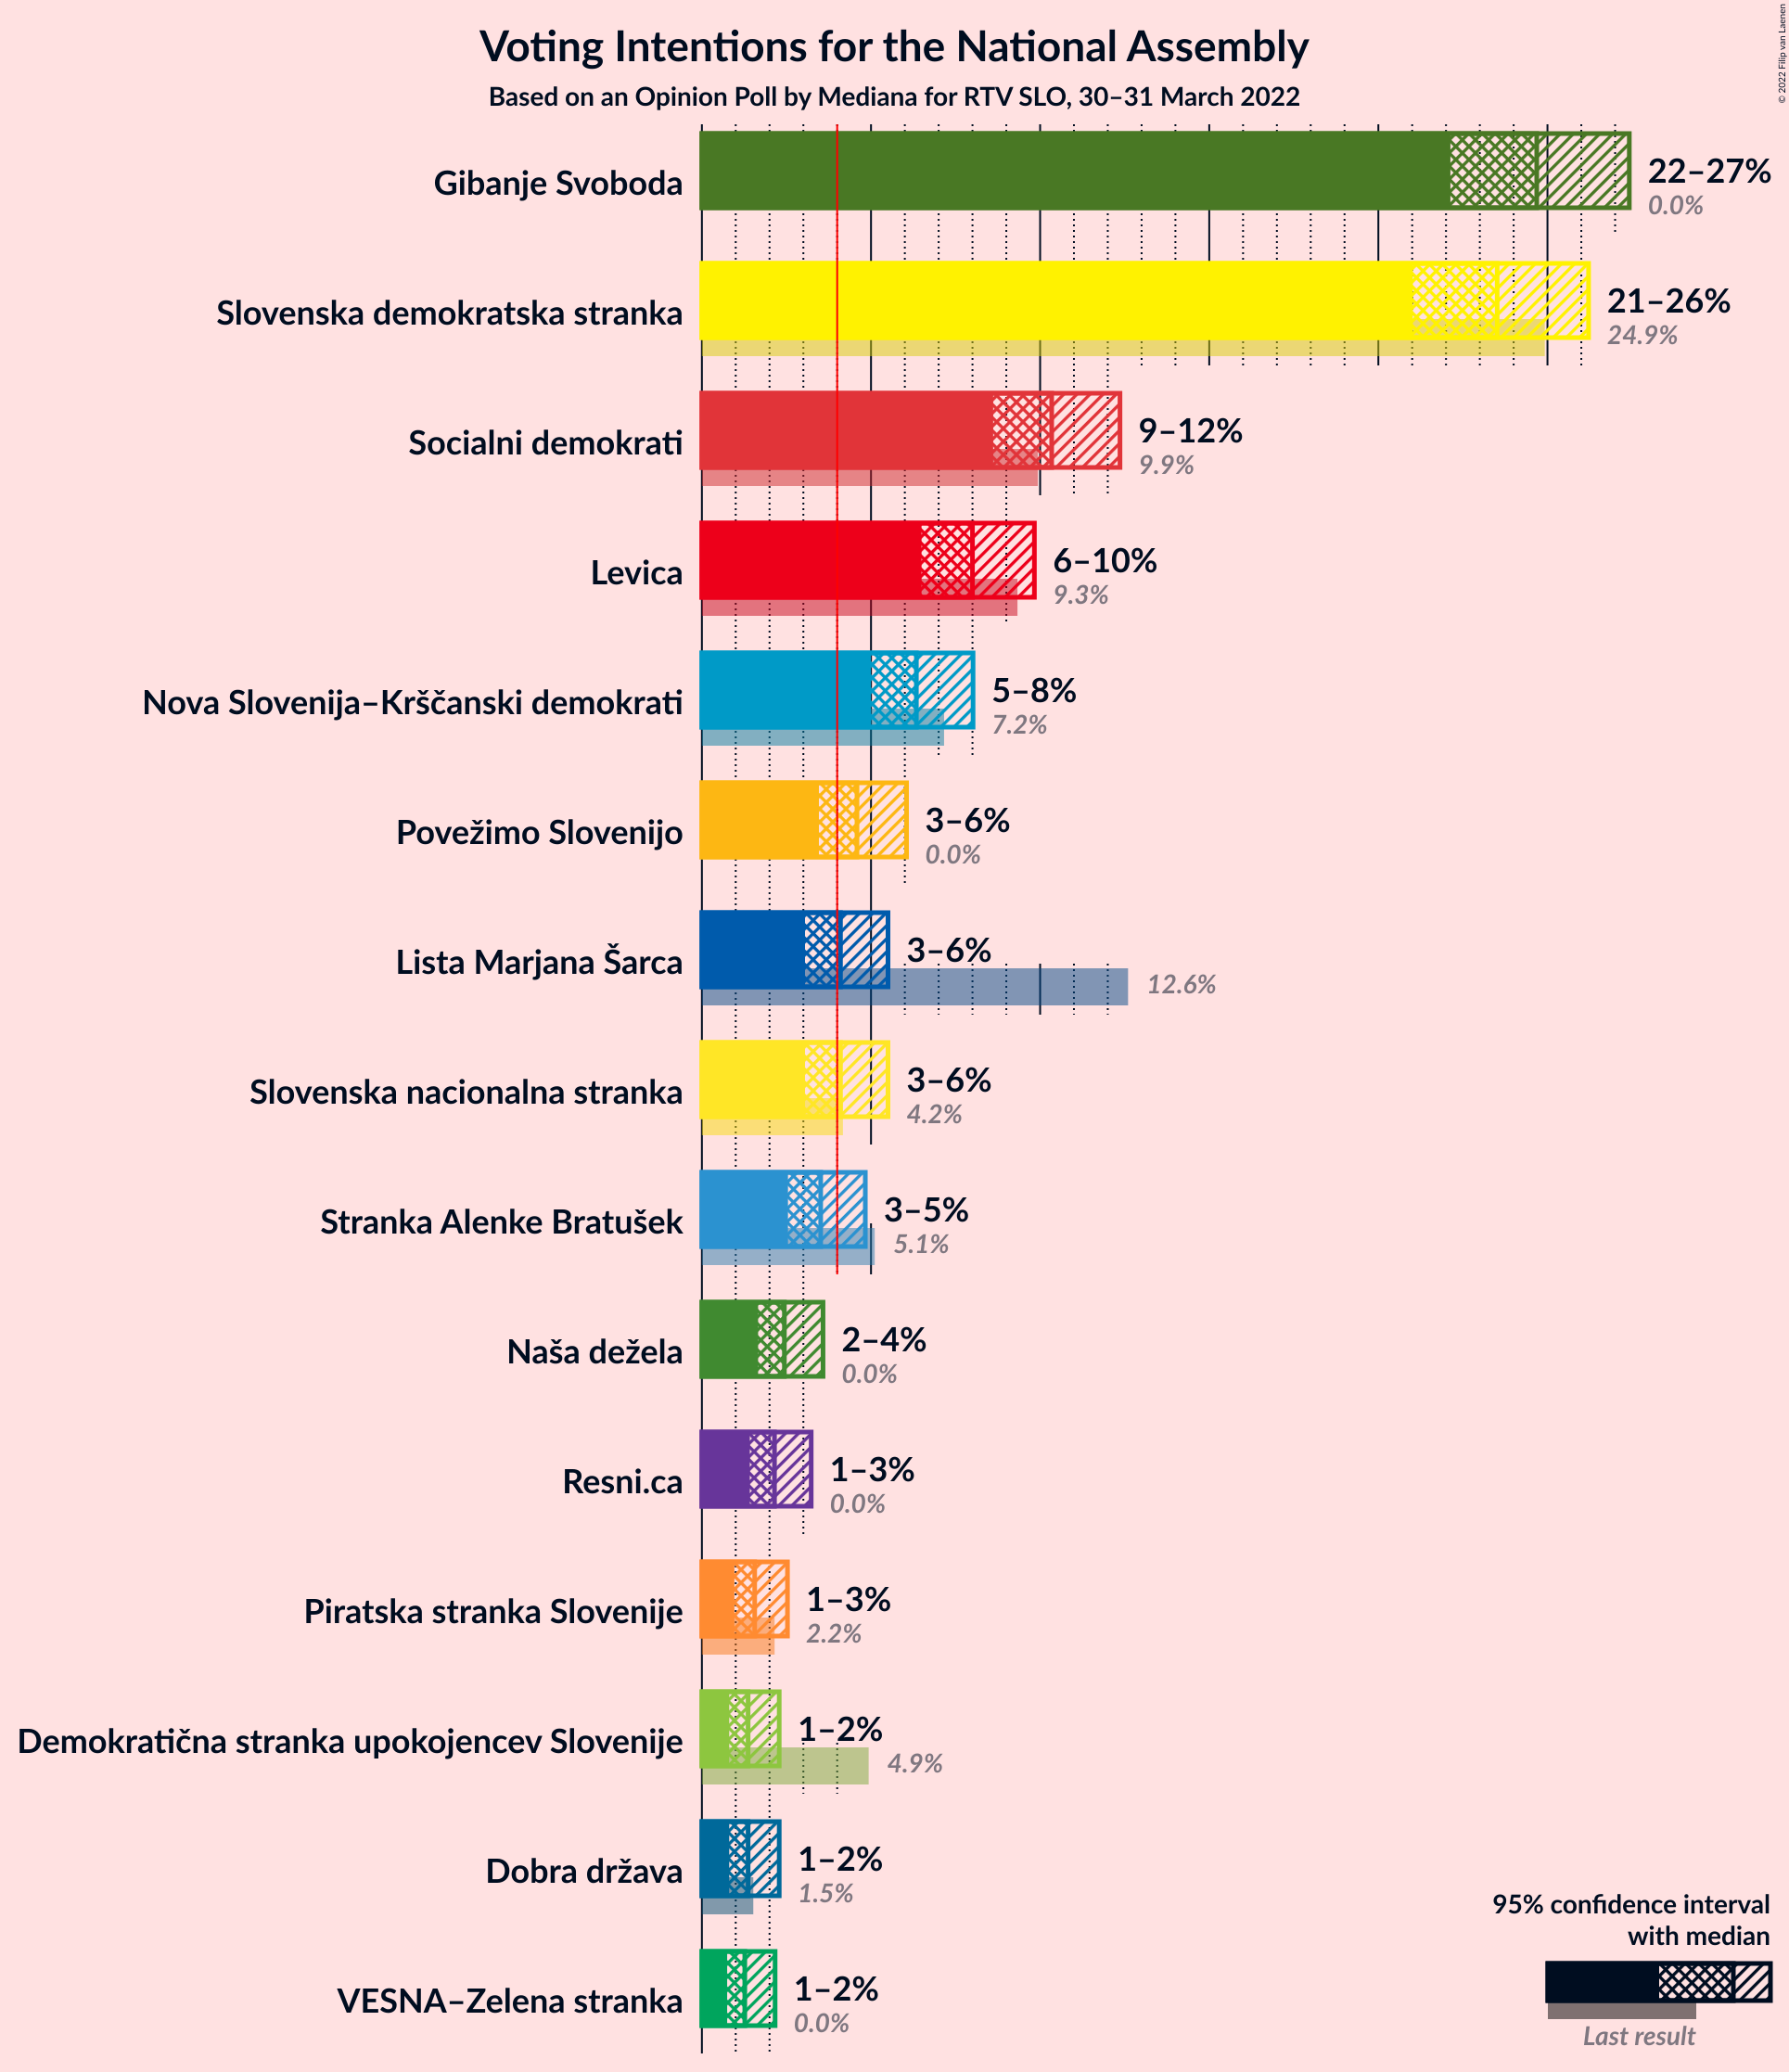 Voting Intentions for the National Assembly
Based on an Opinion Poll by Mediana for RTV SLO, 30–31 March 2022
© 2022 Filip van Laenen
Gibanje Svoboda
22–27%
0.0%
Slovenska demokratska stranka
21–26%
24.9%
Socialni demokrati
9–12%
9.9%
Levica
6–10%
9.3%
Nova Slovenija–Krščanski demokrati
5–8%
7.2%
Povežimo Slovenijo
3–6%
0.0%
Lista Marjana Šarca
3–6%
12.6%
Slovenska nacionalna stranka
3–6%
4.2%
Stranka Alenke Bratušek
3–5%
5.1%
Naša dežela
2–4%
0.0%
Resni.ca
1–3%
0.0%
Piratska stranka Slovenije
1–3%
2.2%
Demokratična stranka upokojencev Slovenije
1–2%
4.9%
Dobra država
1–2%
1.5%
VESNA–Zelena stranka
1–2%
0.0%
95% confidence interval
with median
Last result